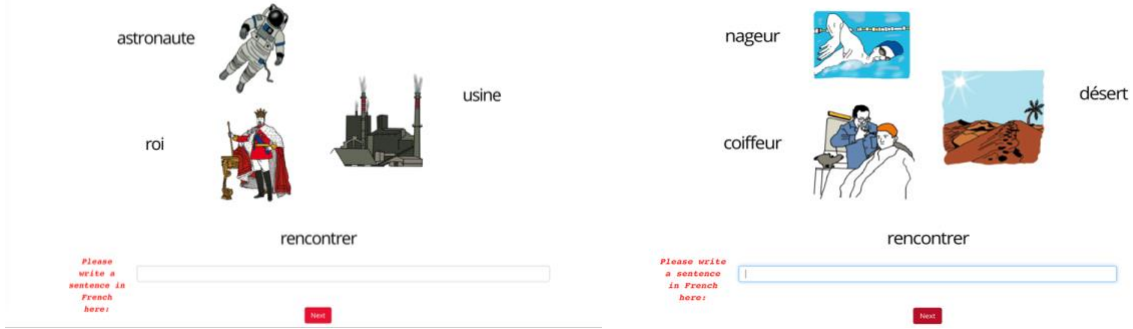 astronaute
usine
roi
rencontrer
Please
write a
sentence in
French
here:
Next
nageur
désert
coiffeur
rencontrer
Please write
a sentence
in French
here:
Next